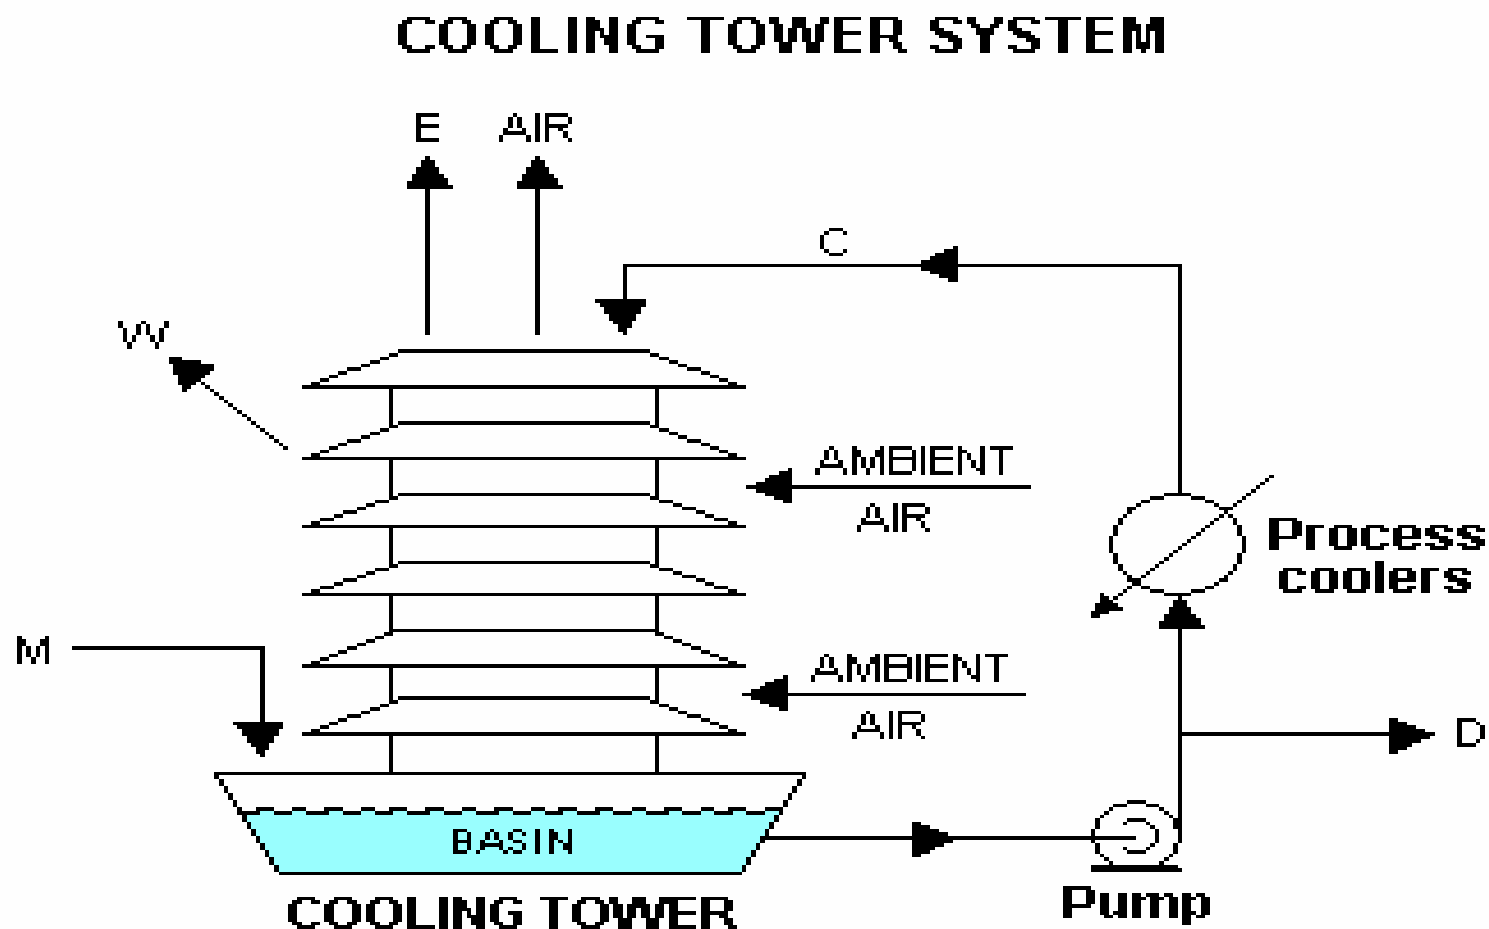 COOLING TOWER SYSTEM
E
AIR
C
W
AMBIENT
AIR
Process
coolers
M
AMBIENT
AIR
D
BASIN
Pump
COOLING TOWER